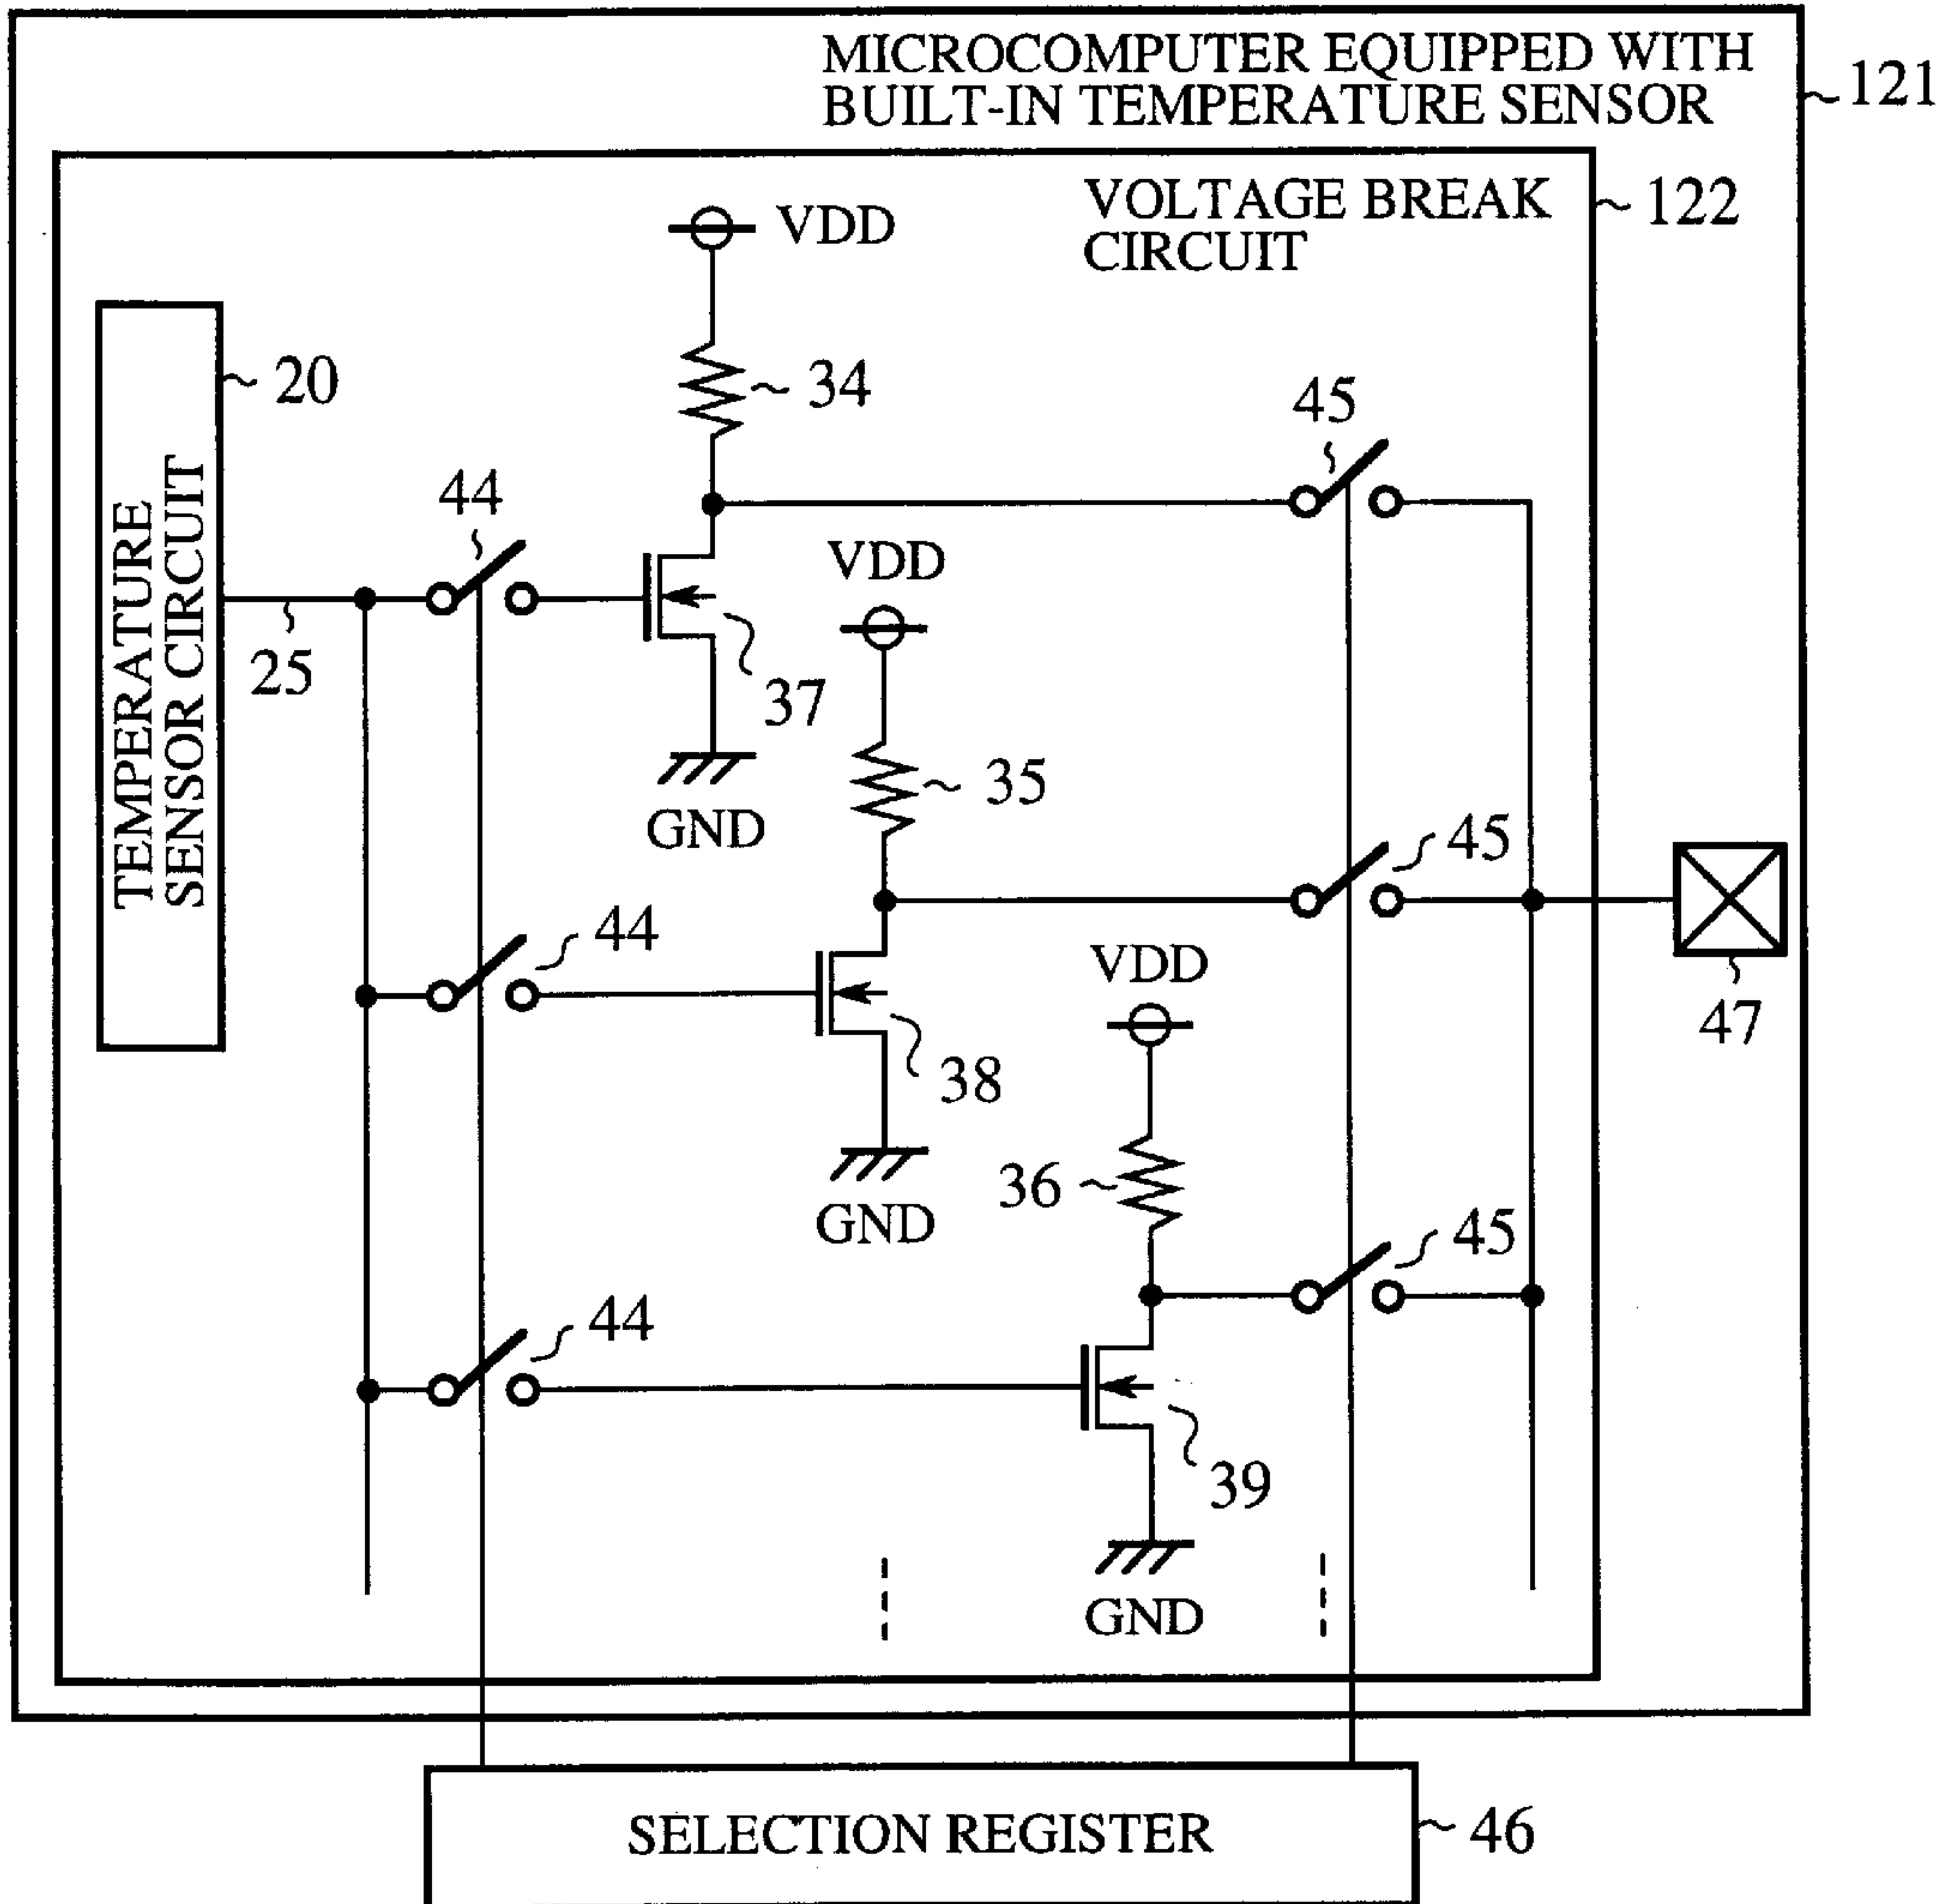 MICROCOMPUTER EQUIPPED WITH
BUILT-IN TEMPERATURE SENSOR
121
VOLTAGE BREAK
CIRCUIT
122
VDD
20
34
45
44
TEMPERATURE
SENSOR CIRCUIT
VDD
25
37
35
GND
45
44
VDD
47
38
36
GND
45
44
39
GND
SELECTION REGISTER
46